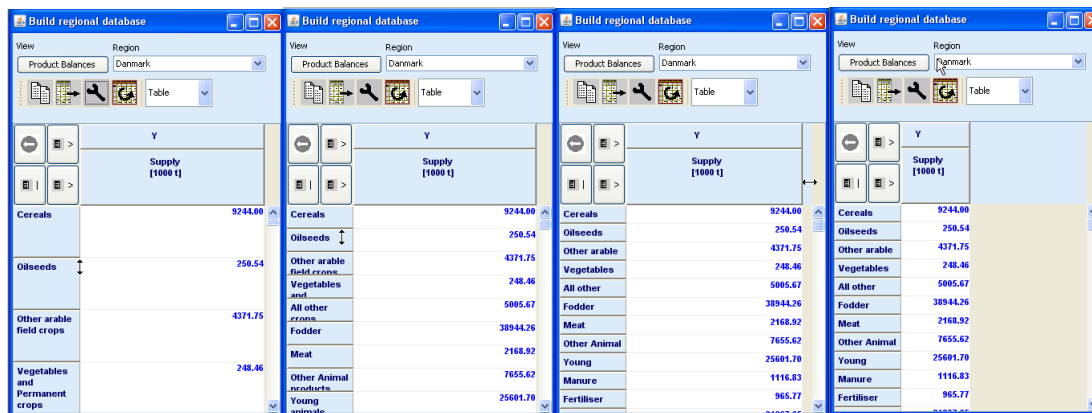 Build regional database
View
Region
Product Balances
Danmark
Table
Y
Supply
[1000 t]
Cereals
9244.00
Oilseeds
250.54
Other arable
field crops
4371.75
Vegetables
and
Permanent
crops
248.46
Build regional database
View
Region
Product Balances
Danmark
Table
Y
Supply
[1000 t]
Cereals
9244.00
Oilseeds
250.54
Other arable
field crops
4371.75
Vegetables
and
248.46
All other
crops
5005.67
Fodder
38944.26
Meat
2168.92
Other Animal
products
7655.62
Young
animals
25601.70
Build regional database
View
Region
Product Balances
Danmark
Table
Y
Supply
[1000 t]
Cereals
9244.00
Oilseeds
250.54
Other arable
4371.75
Vegetables
248.46
All other
5005.67
Fodder
38944.26
Meat
2168.92
Other Animal
7655.62
Young
25601.70
Manure
1116.83
Fertiliser
965.77
Build regional database
View
Region
Product Balances
Danmark
Table
Y
Supply
[1000 t]
Cereals
9244.00
Oilseeds
250.54
Other arable
4371.75
Vegetables
248.46
All other
5005.67
Fodder
38944.26
Meat
2168.92
Other Animal
7655.62
Young
25601.70
Manure
1116.83
Fertiliser
965.77